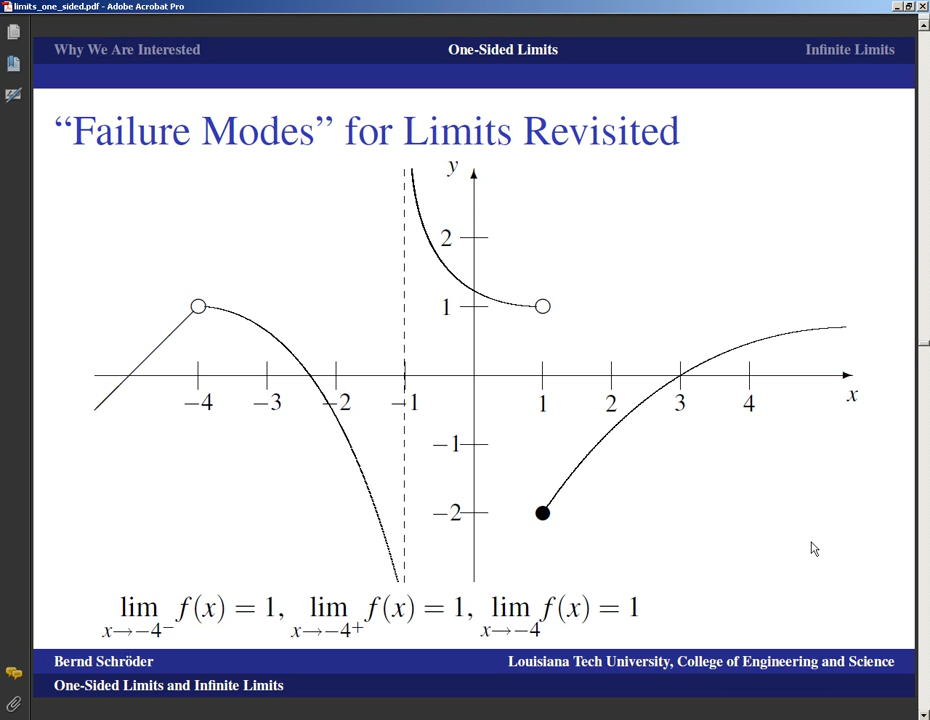 limits_one_sided.pdf - Adobe Acrobat Pro
Why We Are Interested One-Sided Limits Infinite Limits
“Failure Modes” for Limits Revisited
y
2
1
−4 −3 −2 −1 1 2 3 4 x
−1
−2
lim f(x) = 1, lim f(x) = 1, lim f(x) = 1
x→−4⁻ x→−4⁺ x→−4
Bernd Schröder Louisiana Tech University, College of Engineering and Science
One-Sided Limits and Infinite Limits